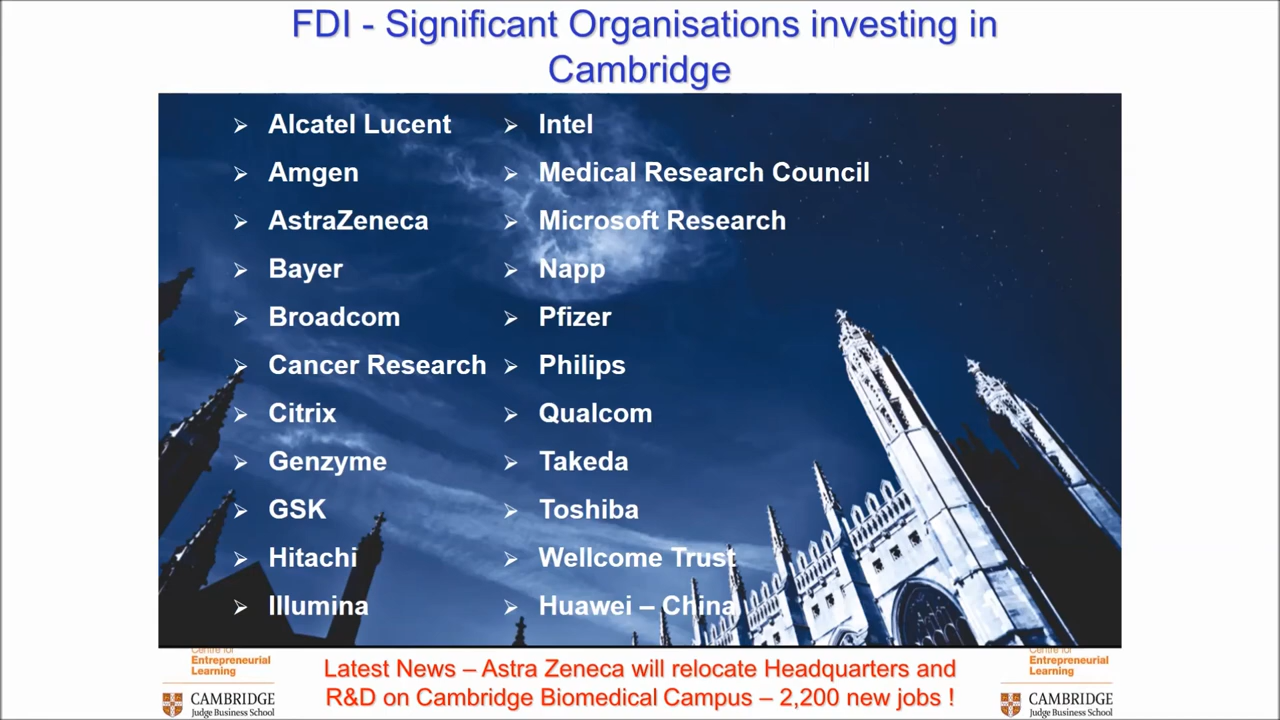 FDI - Significant Organisations investing in
Cambridge
Alcatel Lucent
Amgen
AstraZeneca
Bayer
Broadcom
Cancer Research
Citrix
Genzyme
GSK
Hitachi
Illumina
Intel
Medical Research Council
Microsoft Research
Napp
Pfizer
Philips
Qualcom
Takeda
Toshiba
Wellcome Trust
Huawei – China
Centre for
Entrepreneurial
Learning
CAMBRIDGE
Judge Business School
Latest News – Astra Zeneca will relocate Headquarters and
R&D on Cambridge Biomedical Campus – 2,200 new jobs !
Centre for
Entrepreneurial
Learning
CAMBRIDGE
Judge Business School